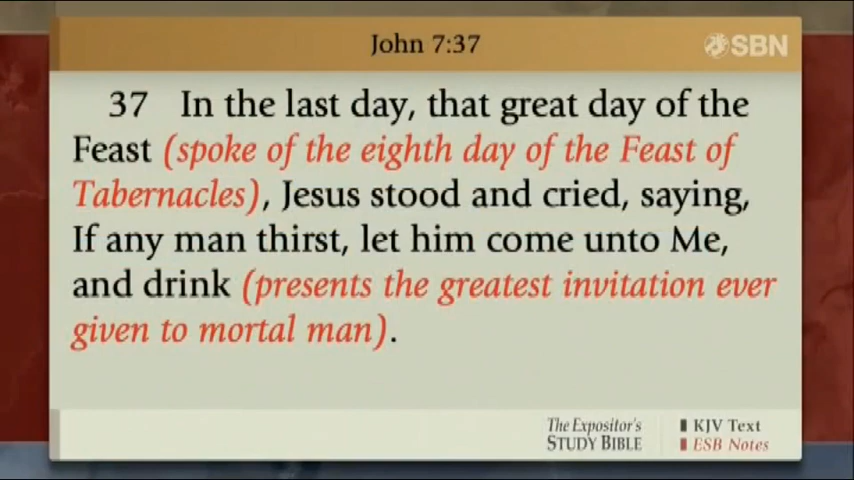 John 7:37
SBN
37 In the last day, that great day of the
Feast (spoke of the eighth day of the Feast of
Tabernacles), Jesus stood and cried, saying,
If any man thirst, let him come unto Me,
and drink (presents the greatest invitation ever
given to mortal man).
The Expositor's
STUDY BIBLE
KJV Text
ESB Notes